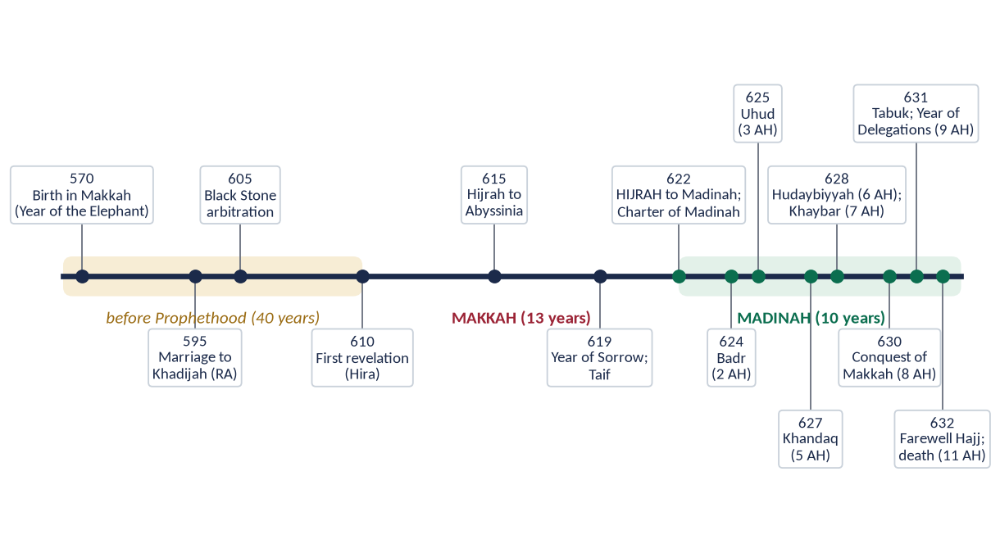 625
Uhud
(3 AH)
631
Tabuk; Year of
Delegations (9 AH)
570
Birth in Makkah
(Year of the Elephant)
605
Black Stone
arbitration
615
Hijrah to
Abyssinia
622
HIJRAH to Madinah;
Charter of Madinah
628
Hudaybiyyah (6 AH);
Khaybar (7 AH)
before Prophethood (40 years)
MAKKAH (13 years)
MADINAH (10 years)
595
Marriage to
Khadijah (RA)
610
First revelation
(Hira)
619
Year of Sorrow;
Taif
624
Badr
(2 AH)
630
Conquest of
Makkah (8 AH)
627
Khandaq
(5 AH)
632
Farewell Hajj;
death (11 AH)